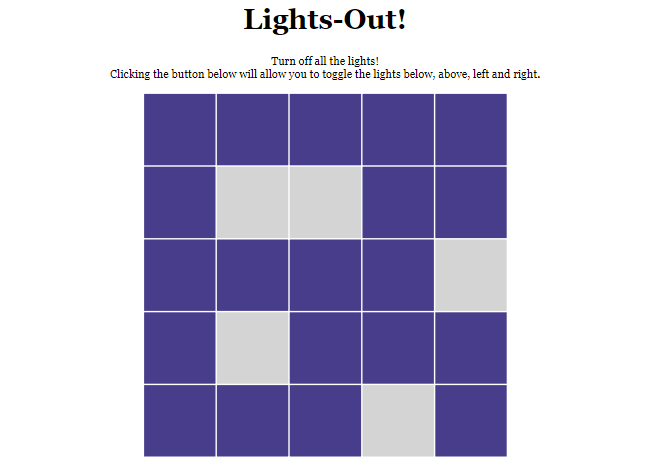 Lights-Out!
Turn off all the lights!
Clicking the button below will allow you to toggle the lights below, above, left and right.